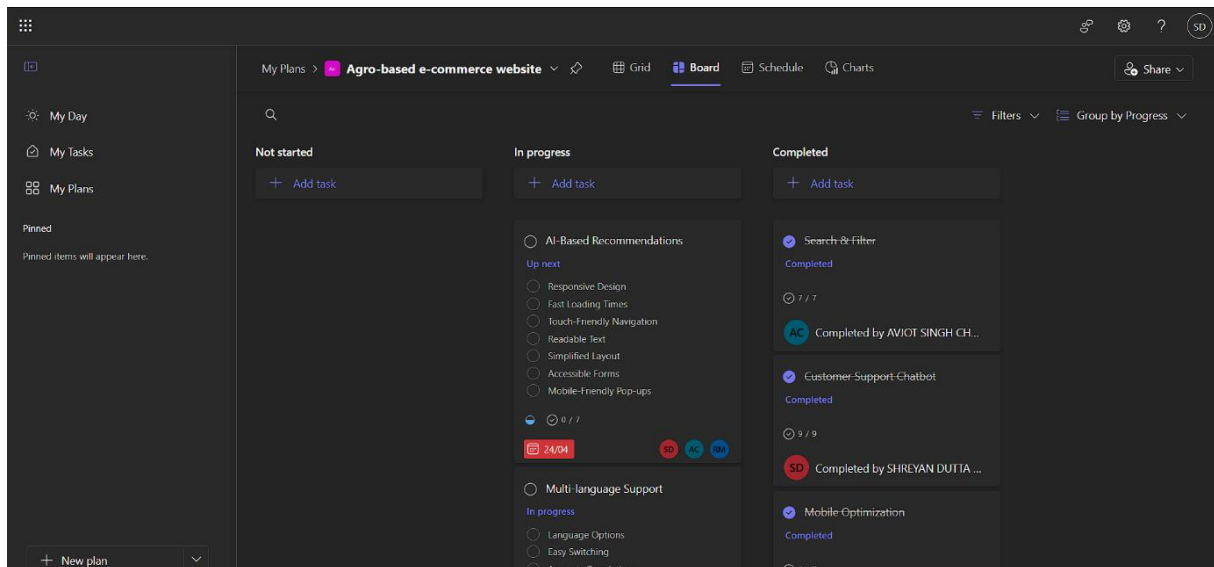 SD
My Plans > Agro-based e-commerce website
Grid
Board
Schedule
Charts
Share
My Day
My Tasks
My Plans
Pinned
Pinned items will appear here.
New plan
Filters
Group by Progress
Not started
Add task
In progress
Add task
AI-Based Recommendations
Up next
Responsive Design
Fast Loading Times
Touch-Friendly Navigation
Readable Text
Simplified Layout
Accessible Forms
Mobile-Friendly Pop-ups
0 / 7
24/04
SD AC RM
Multi-language Support
In progress
Language Options
Easy Switching
Completed
Add task
Search & Filter
Completed
7 / 7
AC Completed by AVJOT SINGH CH...
Customer Support Chatbot
Completed
9 / 9
SD Completed by SHREYAN DUTTA ...
Mobile Optimization
Completed